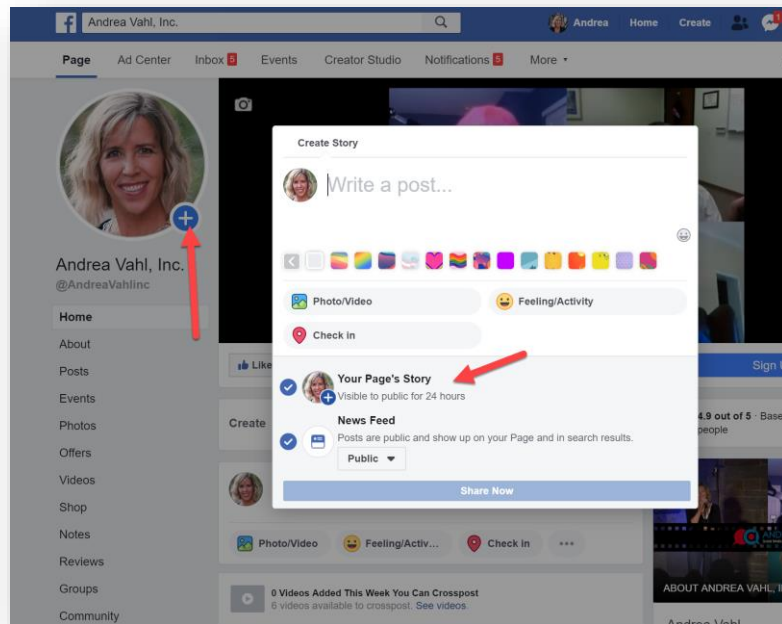 Andrea Vahl, Inc.
Andrea Home Create 1
Page Ad Center Inbox 5 Events Creator Studio Notifications 5 More
Create Story
Write a post...
Andrea Vahl, Inc.
@AndreaVahlinc
Home
About
Posts
Events
Photos
Offers
Videos
Shop
Notes
Reviews
Groups
Community
Photo/Video Feeling/Activity
Check in
Like
Your Page's Story
Visible to public for 24 hours
Sign
Create
News Feed
Posts are public and show up on your Page and in search results.
Public
Share Now
4.9 out of 5 · Base
people
Photo/Video Feeling/Activ... Check in
0 Videos Added This Week You Can Crosspost
6 videos available to crosspost. See videos.
ABOUT ANDREA VAHL, I
Andrea Vahl